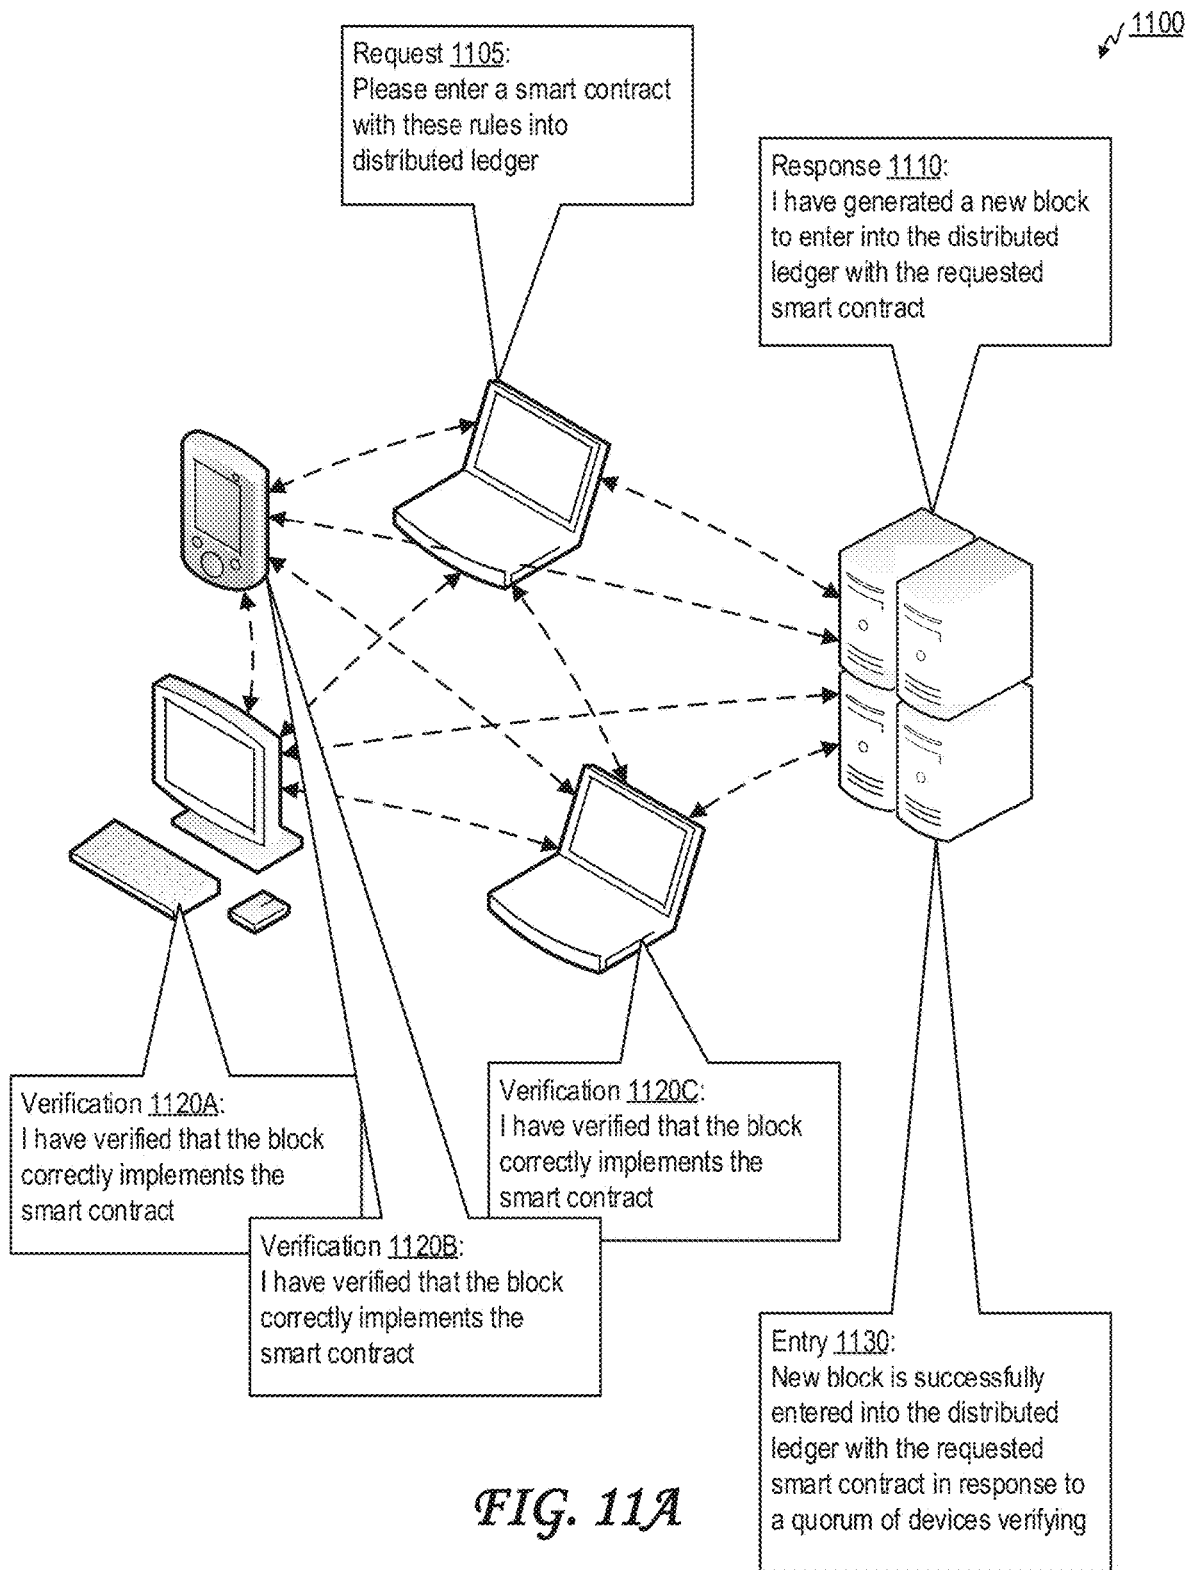 1100
Request 1105:
Please enter a smart contract
with these rules into
distributed ledger
Response 1110:
I have generated a new block
to enter into the distributed
ledger with the requested
smart contract
Verification 1120A:
I have verified that the block
correctly implements the
smart contract
Verification 1120B:
I have verified that the block
correctly implements the
smart contract
Verification 1120C:
I have verified that the block
correctly implements the
smart contract
Entry 1130:
New block is successfully
entered into the distributed
ledger with the requested
smart contract in response to
a quorum of devices verifying
FIG. 11A